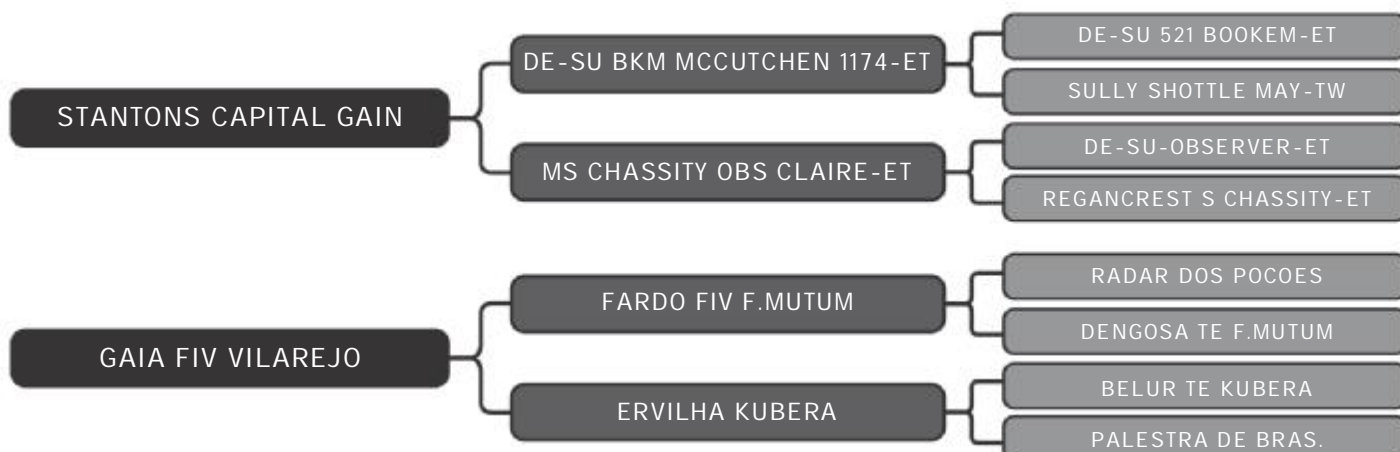 STANTONS CAPITAL GAIN
DE-SU BKM MCCUTCHEN 1174-ET
DE-SU 521 BOOKEM-ET
SULLY SHOTTLE MAY-TW
MS CHASSITY OBS CLAIRE-ET
DE-SU-OBSERVER-ET
REGANCREST S CHASSITY-ET
GAIA FIV VILAREJO
FARDO FIV F.MUTUM
RADAR DOS POCOES
DENGOSA TE F.MUTUM
ERVILHA KUBERA
BELUR TE KUBERA
PALESTRA DE BRAS.